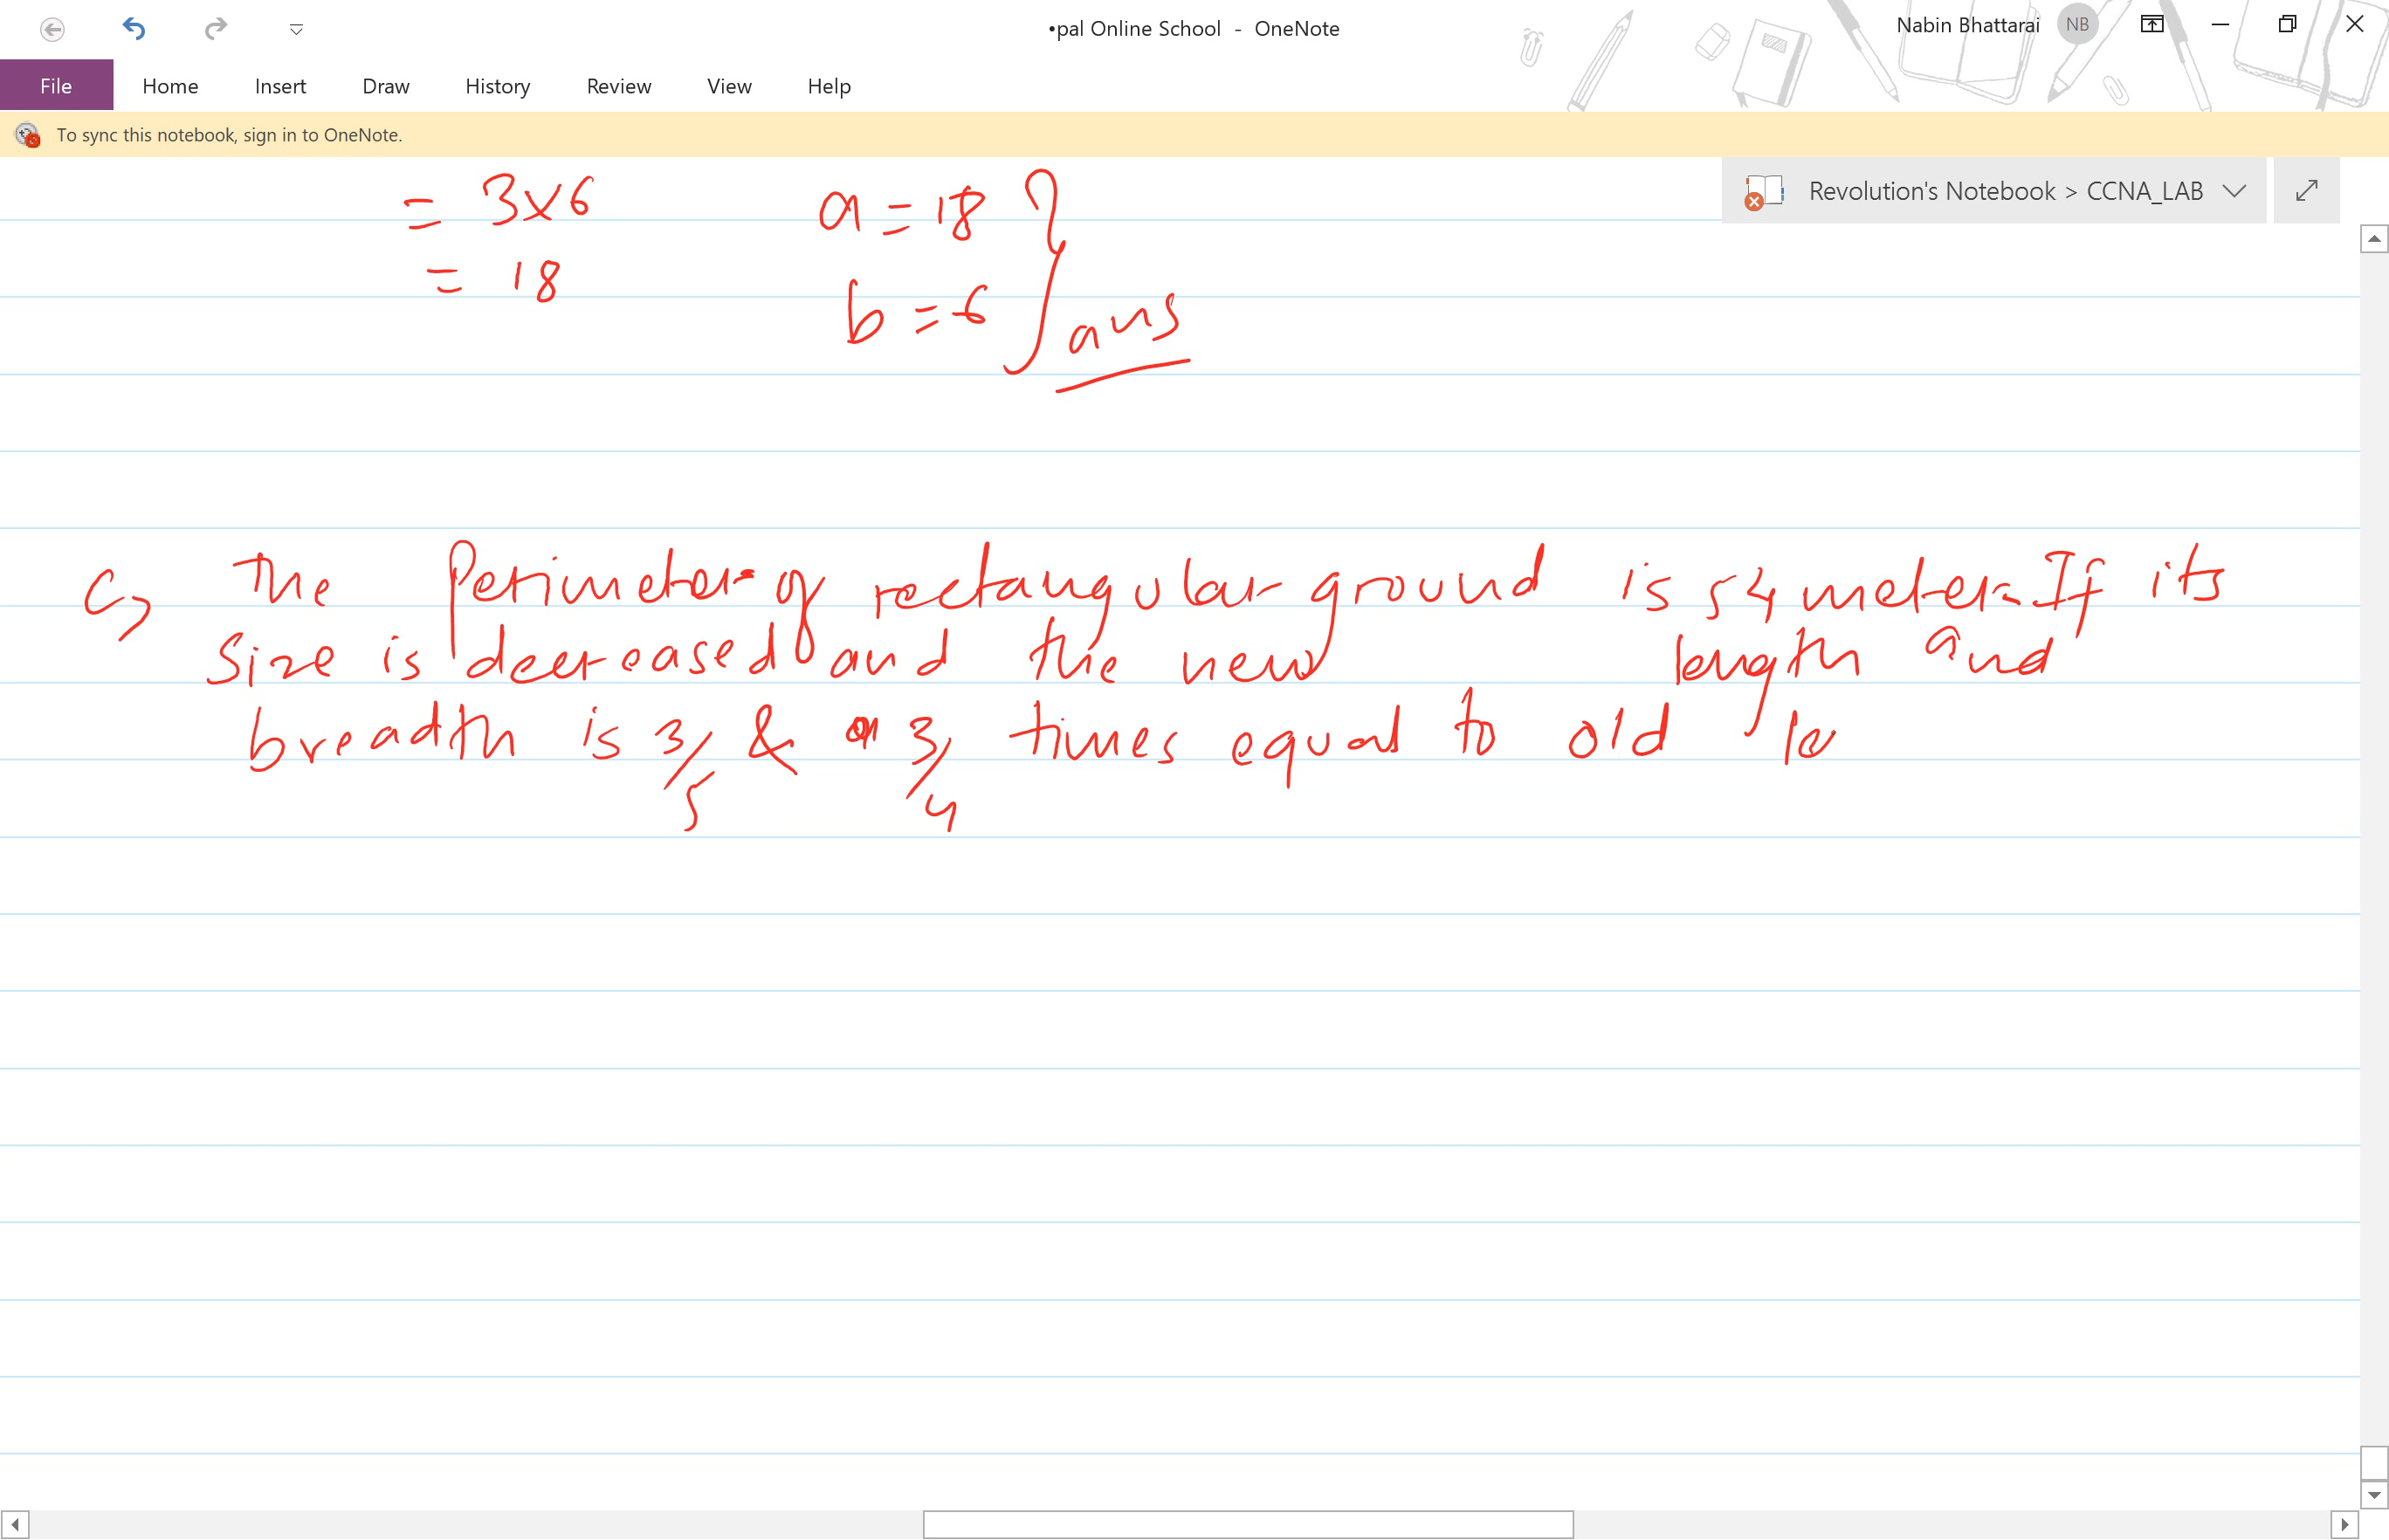 •pal Online School - OneNote
Nabin Bhattarai NB
File Home Insert Draw History Review View Help
To sync this notebook, sign in to OneNote.
Revolution's Notebook > CCNA_LAB
= 3x6
= 18
a = 18
b = 6
ans
C> The Perimeter of rectangular ground is 54 meter. If its
size is decreased and the new length and
breadth is 3/5 & 3/4 times equal to old le